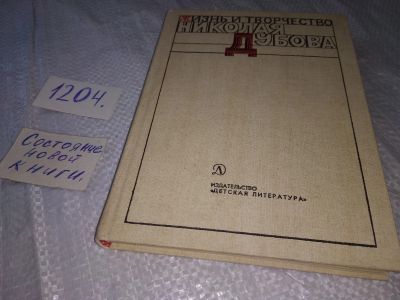 ЖИЗНЬ И ТВОРЧЕСТВО
НИКОЛАЯ
ДУБОВА
ИЗДАТЕЛЬСТВО
«ДЕТСКАЯ ЛИТЕРАТУРА»
1204.
Состояние
новой
книги.